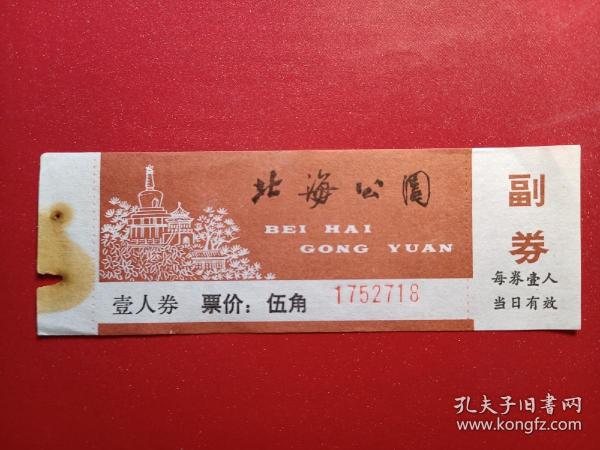 北海公园
BEI HAI
GONG YUAN
壹人券 票价：伍角 1752718
副
券
每券壹人
当日有效
孔夫子旧书网
www.kongfz.com